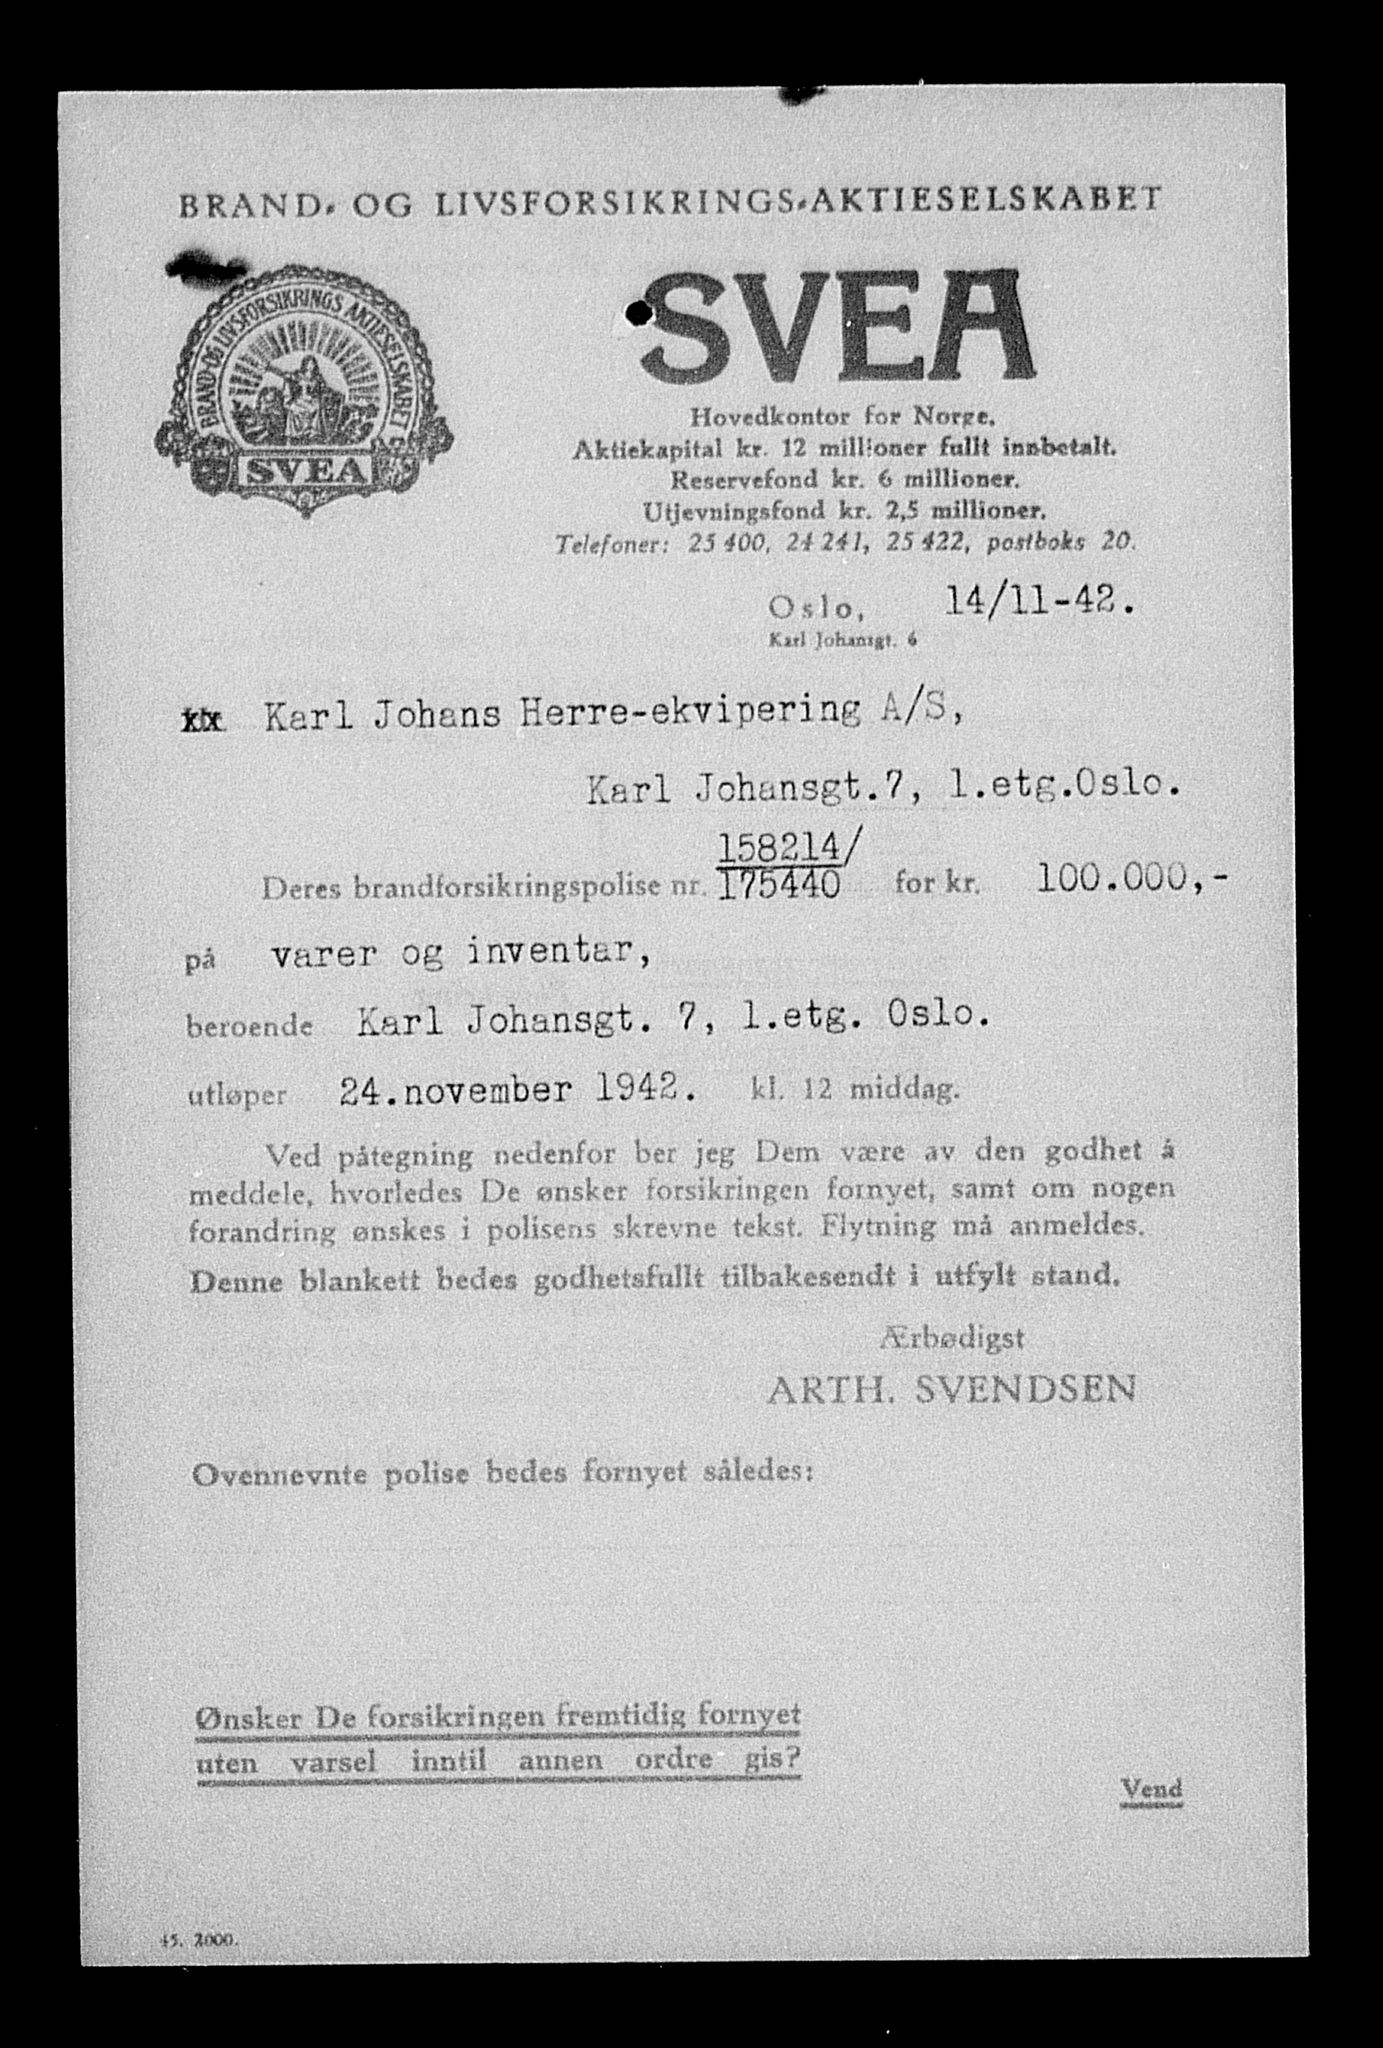 BRAND- OG LIVSFORSIKRINGS-AKTIESELSKABET
BRAND- OG LIVSFORSIKRINGS AKTIESELSKABET
SVEA
SVEA
Hovedkontor for Norge.
Aktiekapital kr. 12 millioner fullt innbetalt.
Reservefond kr. 6 millioner.
Utjevningsfond kr. 2,5 millioner.
Telefoner: 25 400, 24 241, 25 422, postboks 20.
Oslo, 14/11-42.
Karl Johansgt. 6
Karl Johans Herre-ekvipering A/S,
Karl Johansgt.7, 1.etg.Oslo.
158214/
Deres brandforsikringspolise nr. 175440 for kr. 100.000,-
på varer og inventar,
beroende Karl Johansgt. 7, 1.etg. Oslo.
utløper 24.november 1942. kl. 12 middag.
Ved påtegning nedenfor ber jeg Dem være av den godhet å
meddele, hvorledes De ønsker forsikringen fornyet, samt om nogen
forandring ønskes i polisens skrevne tekst. Flytning må anmeldes.
Denne blankett bedes godhetsfullt tilbakesendt i utfylt stand.
Ærbødigst
ARTH. SVENDSEN
Ovennevnte polise bedes fornyet således:
Ønsker De forsikringen fremtidig fornyet
uten varsel inntil annen ordre gis?
Vend
45. 2000.